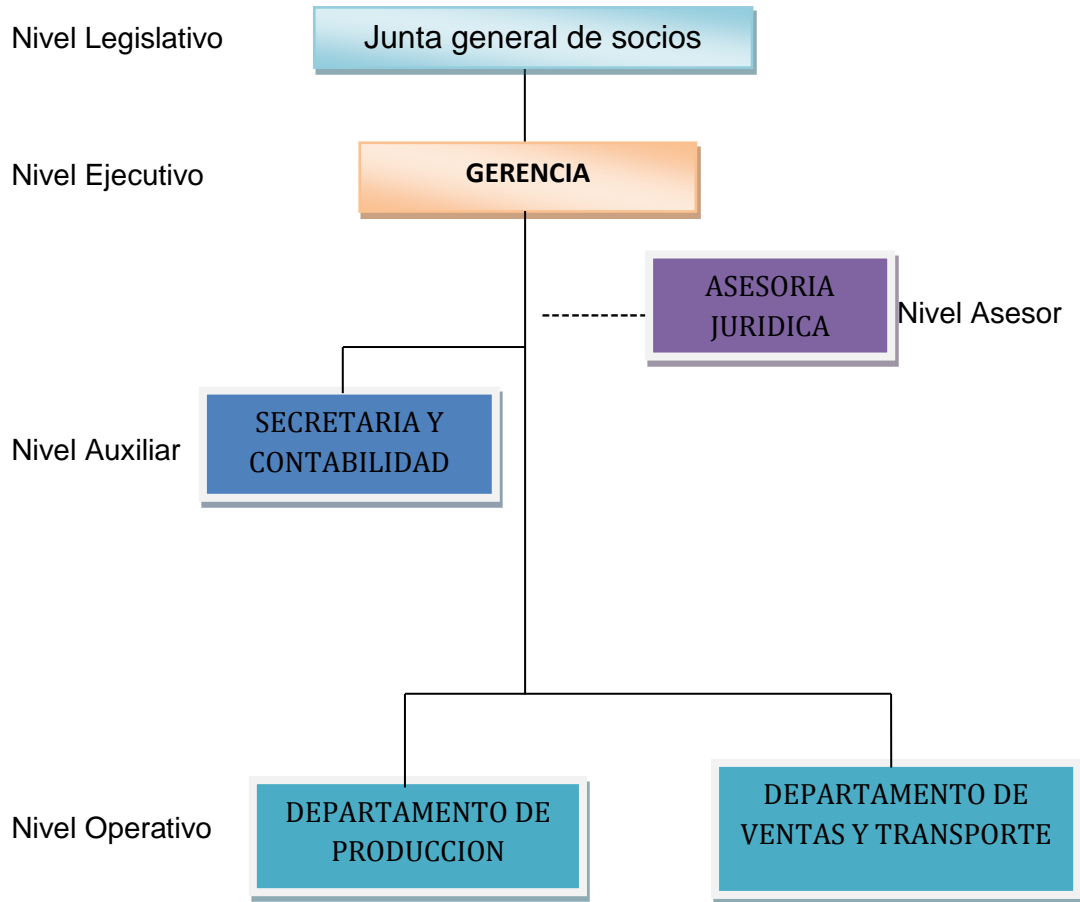 Nivel Legislativo
Junta general de socios
Nivel Ejecutivo
GERENCIA
ASESORIA
JURIDICA
Nivel Asesor
SECRETARIA Y
CONTABILIDAD
Nivel Auxiliar
Nivel Operativo
DEPARTAMENTO DE
PRODUCCION
DEPARTAMENTO DE
VENTAS Y TRANSPORTE